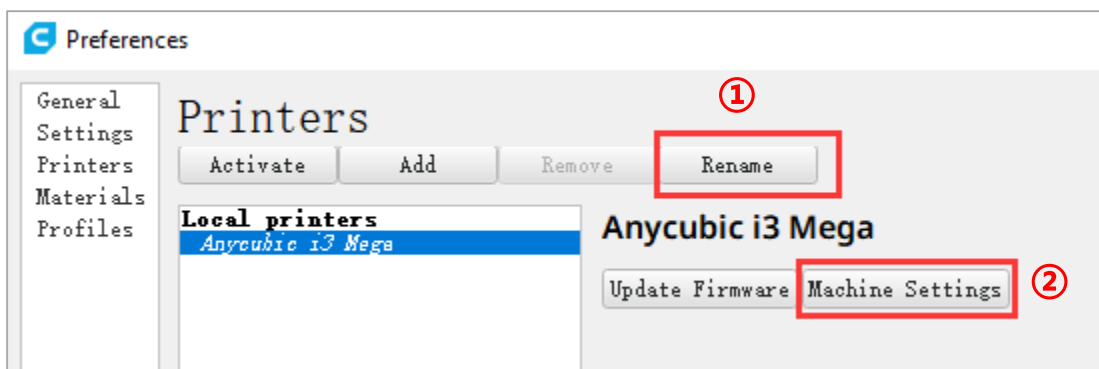 Preferences
General
Settings
Printers
Materials
Profiles
Printers
①
Activate Add Remove Rename
Local printers
Anycubic i3 Mega
Anycubic i3 Mega
Update Firmware Machine Settings
②